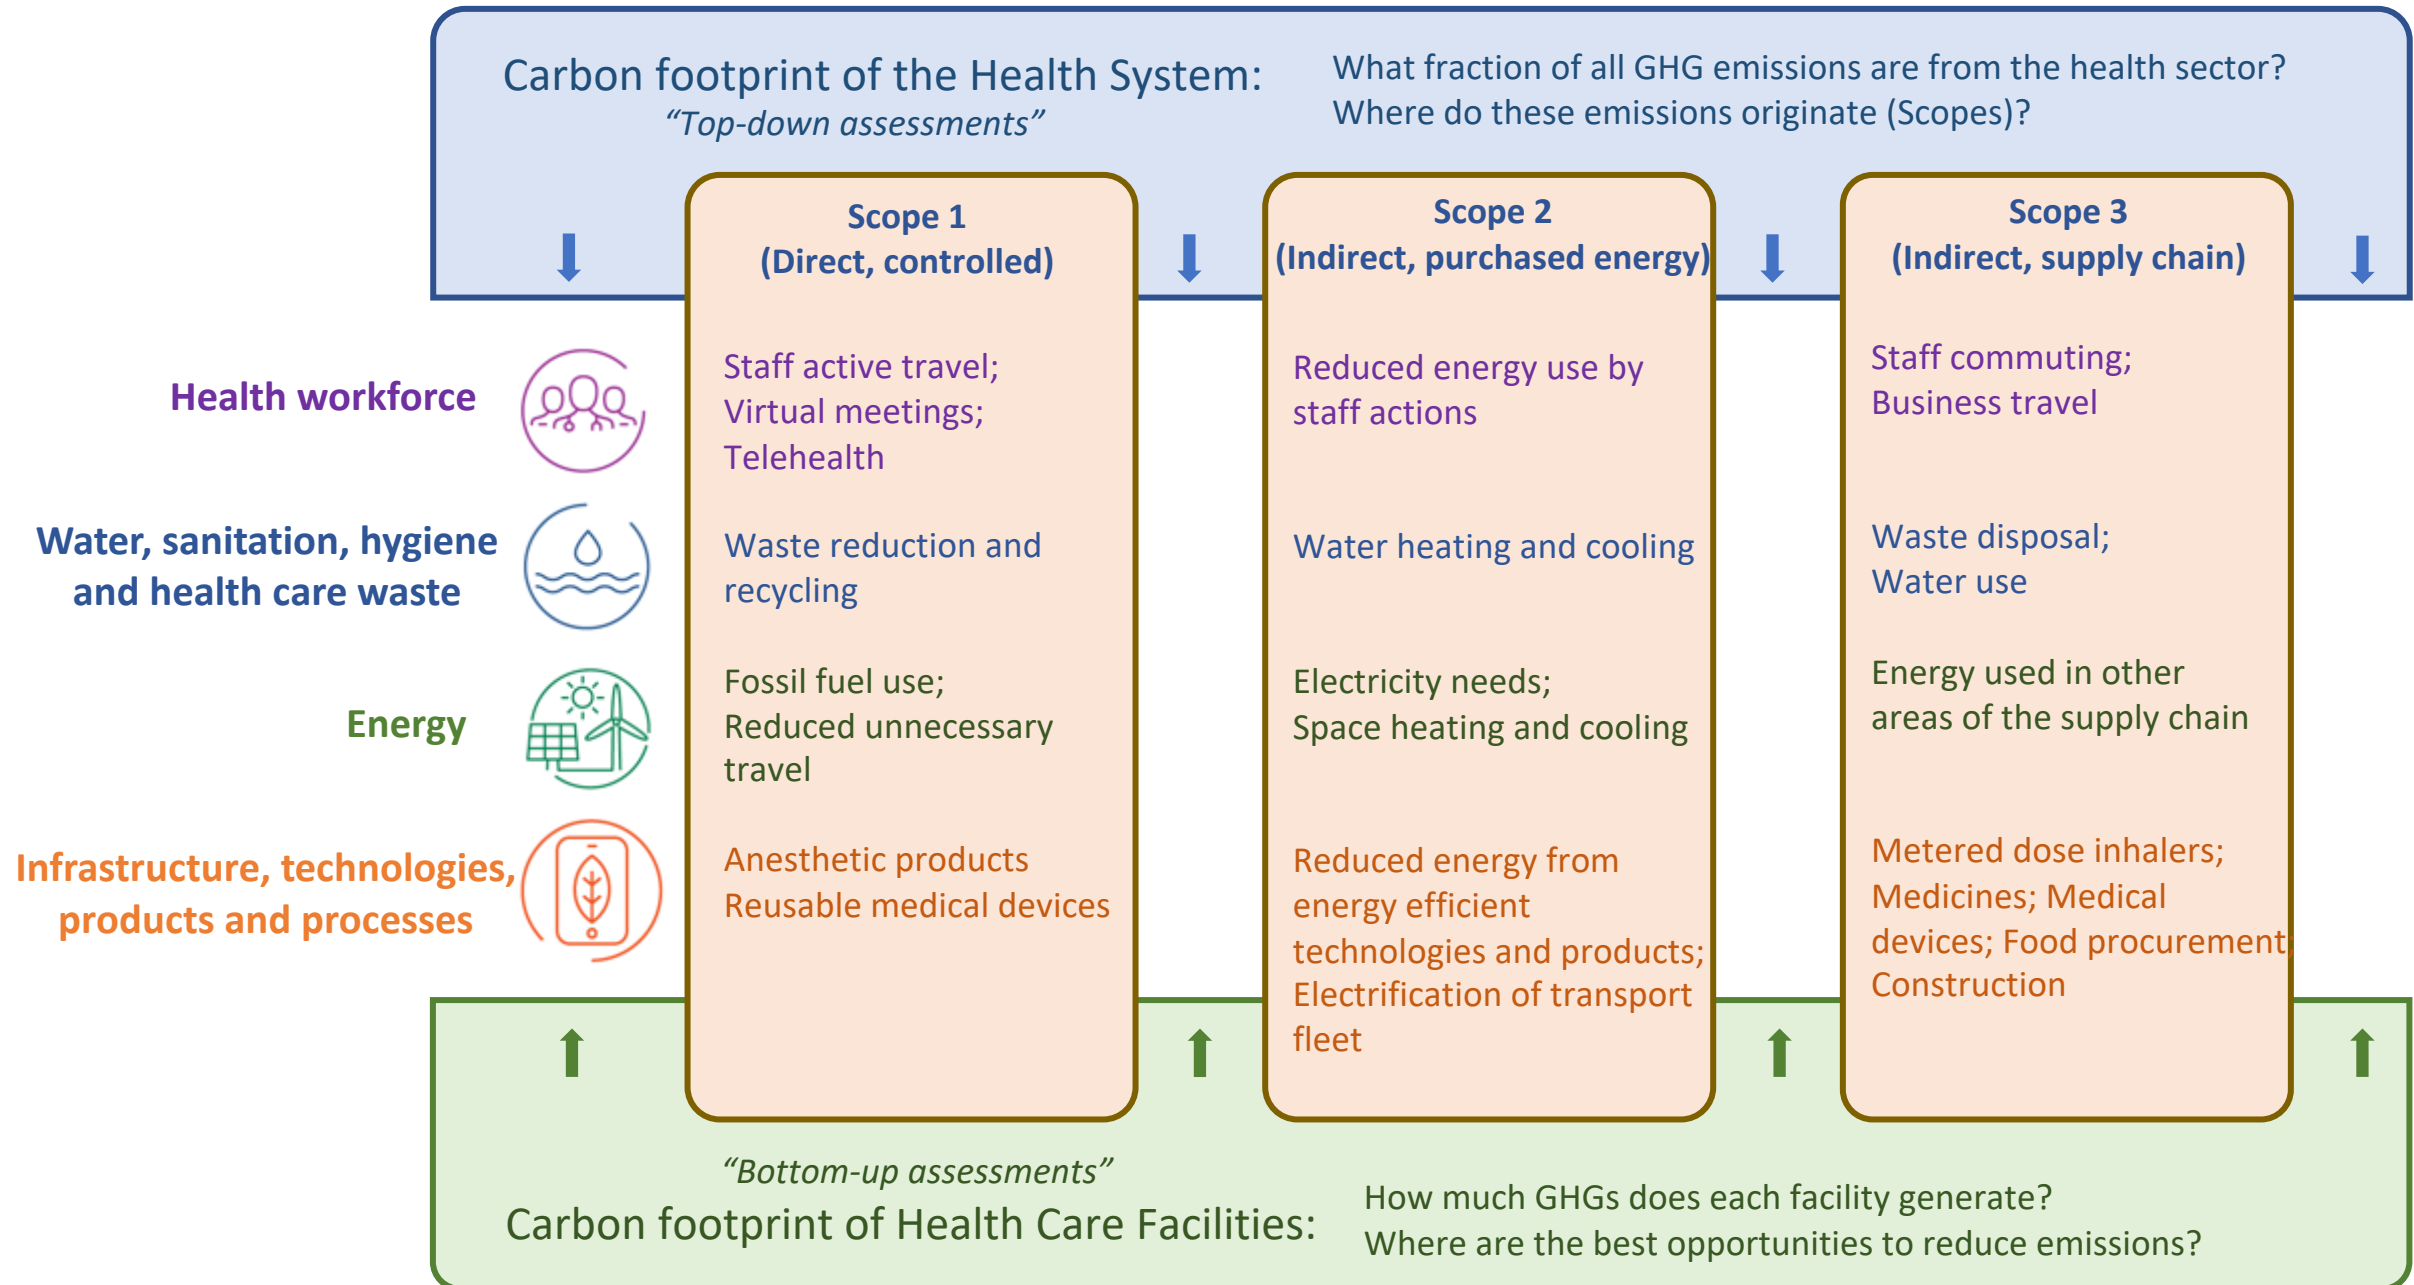 Carbon footprint of the Health System:
“Top-down assessments”
What fraction of all GHG emissions are from the health sector?
Where do these emissions originate (Scopes)?
Scope 1
(Direct, controlled)
Scope 2
(Indirect, purchased energy)
Scope 3
(Indirect, supply chain)
Health workforce
Staff active travel;
Virtual meetings;
Telehealth
Reduced energy use by
staff actions
Staff commuting;
Business travel
Water, sanitation, hygiene
and health care waste
Waste reduction and
recycling
Water heating and cooling
Waste disposal;
Water use
Energy
Fossil fuel use;
Reduced unnecessary
travel
Electricity needs;
Space heating and cooling
Energy used in other
areas of the supply chain
Infrastructure, technologies,
products and processes
Anesthetic products
Reusable medical devices
Reduced energy from
energy efficient
technologies and products;
Electrification of transport
fleet
Metered dose inhalers;
Medicines; Medical
devices; Food procurement;
Construction
“Bottom-up assessments”
Carbon footprint of Health Care Facilities:
How much GHGs does each facility generate?
Where are the best opportunities to reduce emissions?